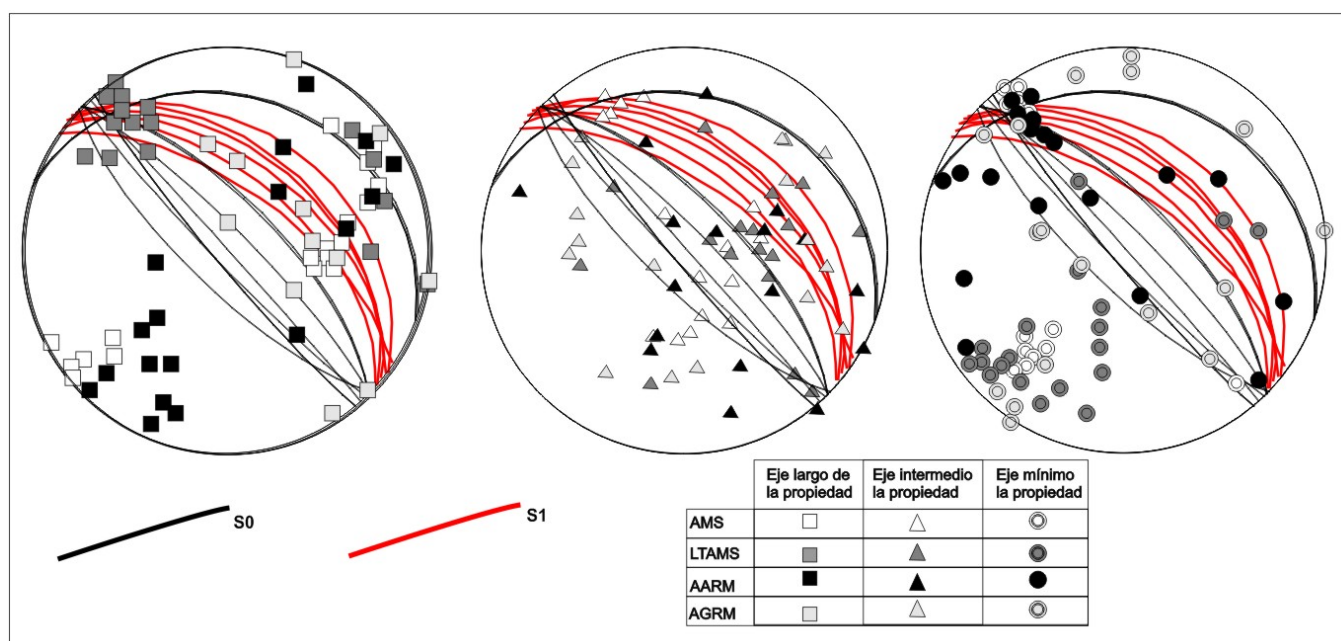 S0
S1
Eje largo de la propiedad
Eje intermedio la propiedad
Eje mínimo la propiedad
AMS
LTAMS
AARM
AGRM